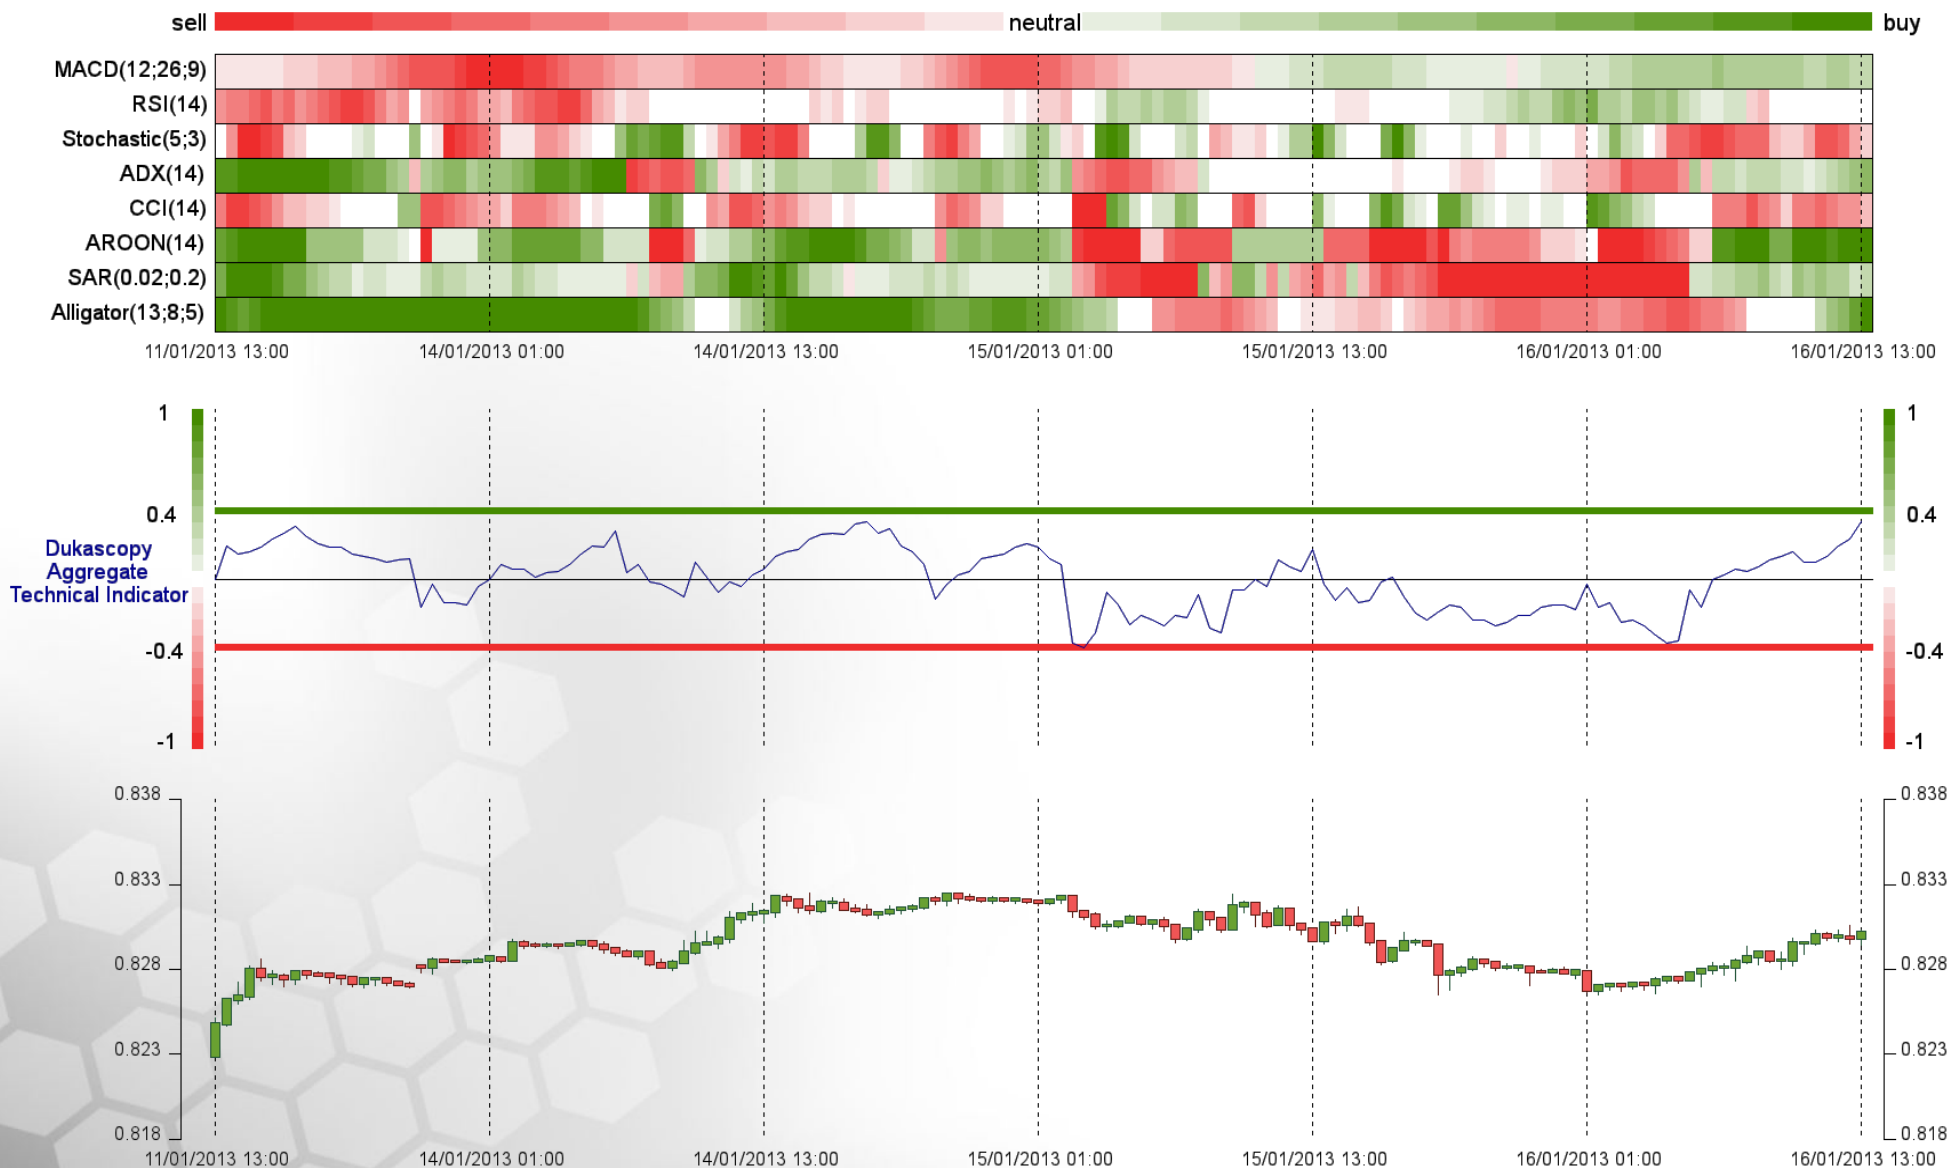 sell neutral buy
MACD(12;26;9)
RSI(14)
Stochastic(5;3)
ADX(14)
CCI(14)
AROON(14)
SAR(0.02;0.2)
Alligator(13;8;5)
11/01/2013 13:00 14/01/2013 01:00 14/01/2013 13:00 15/01/2013 01:00 15/01/2013 13:00 16/01/2013 01:00 16/01/2013 13:00
1 1
0.4 0.4
Dukascopy
Aggregate
Technical Indicator
-0.4 -0.4
-1 -1
0.838 0.838
0.833 0.833
0.828 0.828
0.823 0.823
0.818 0.818
11/01/2013 13:00 14/01/2013 01:00 14/01/2013 13:00 15/01/2013 01:00 15/01/2013 13:00 16/01/2013 01:00 16/01/2013 13:00